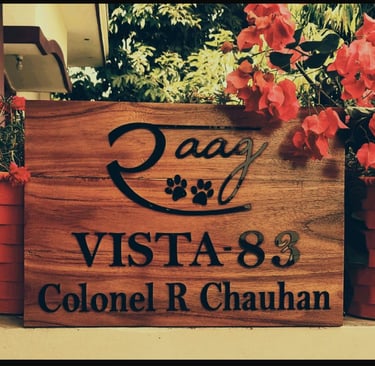 Raag
VISTA-83
Colonel R Chauhan